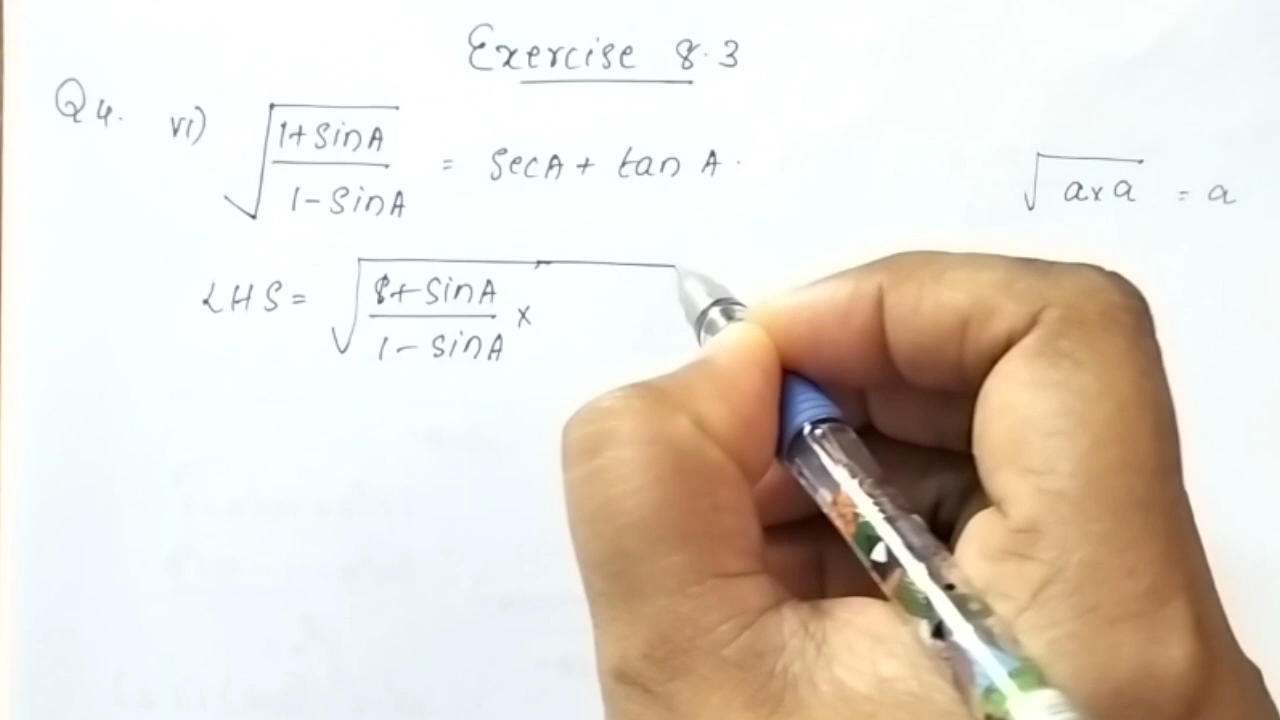 Exercise 8.3
Q4. vi) √((1+SinA)/(1-SinA)) = SecA + tan A.
√(a×a) = a
LHS = √((1+SinA)/(1-SinA) ×